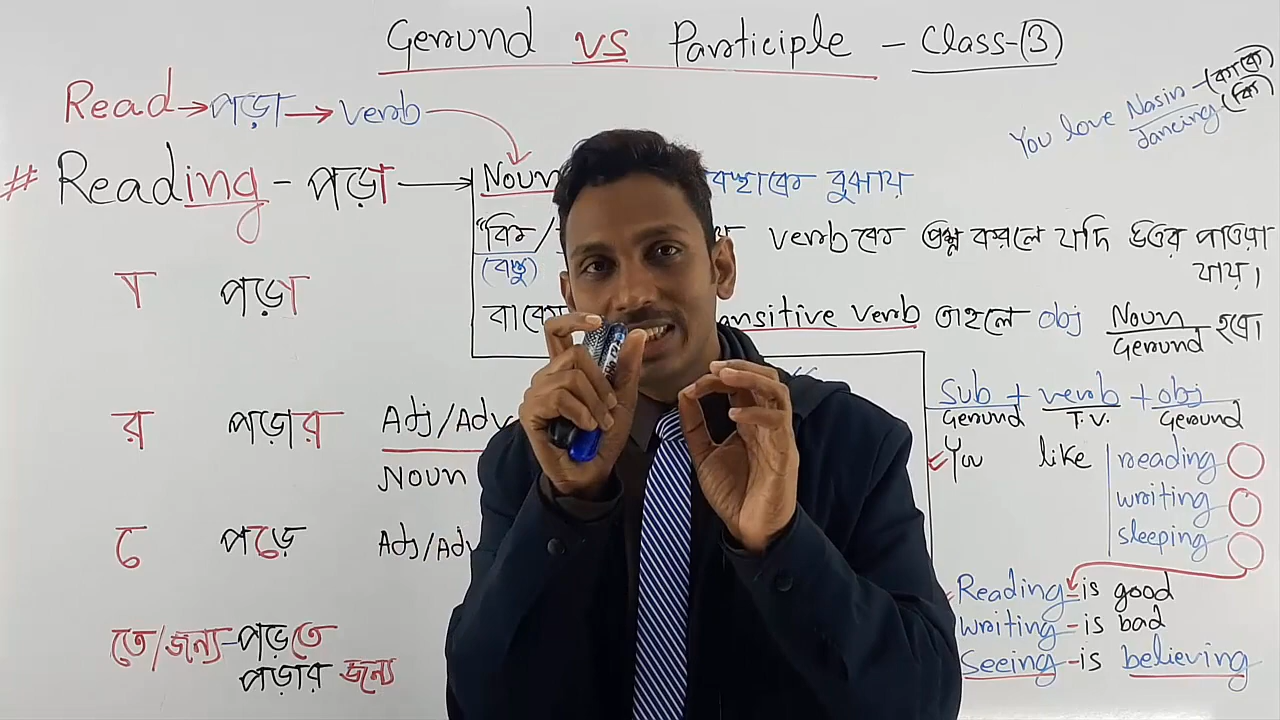 Gerund vs Participle - Class-(3)
Read → পড়া → verb
You love Nasin - (কাকে)
dancing (কি)
# Reading - পড়া → Noun বুঝায়
"কি/ verb কে প্রশ্ন করলে যদি উত্তর পাওয়া
(বস্তু) যায়।
া পড়া
nsitive verb তাহলে obj Noun হবে।
Gerund
Sub + verb + obj
Gerund T.V. Gerund
র পড়ার Adj/Adv
Noun
You like reading
writing
sleeping
ে পড়ে Adj/Adv
Reading - is good
writing - is bad
Seeing - is believing
তে/জন্য - পড়তে
পড়ার জন্য